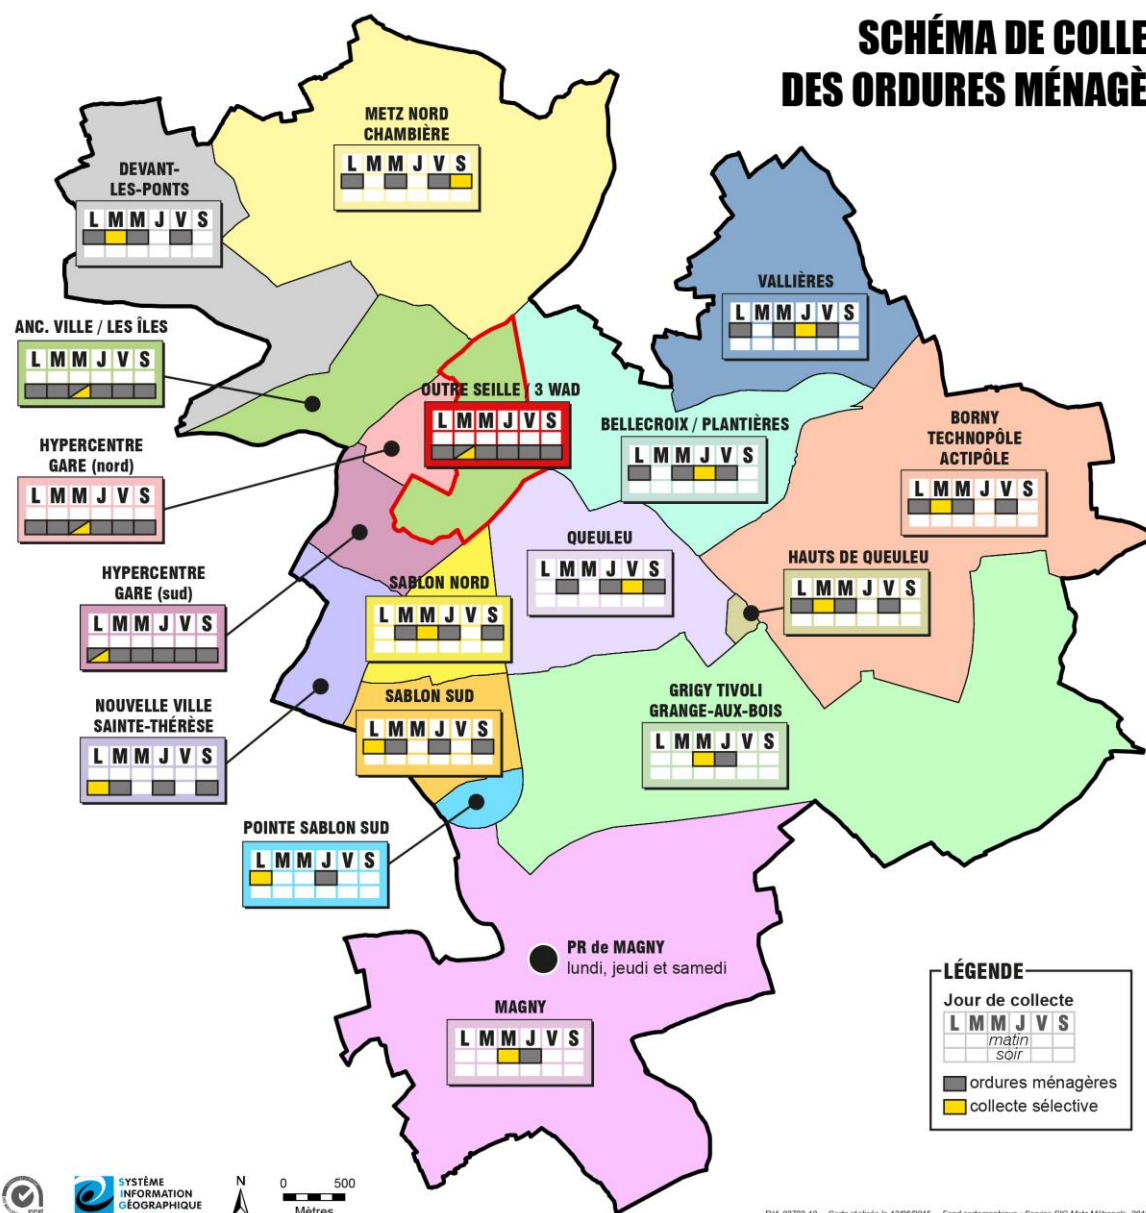 SCHÉMA DE COLLE
DES ORDURES MÉNAGÈ
METZ NORD
CHAMBIÈRE
L M M J V S
DEVANT-
LES-PONTS
L M M J V S
VALLIÈRES
L M M J V S
ANC. VILLE / LES ÎLES
L M M J V S
OUTRE SEILLE / 3 WAD
L M M J V S
BELLECROIX / PLANTIÈRES
L M M J V S
BORNY
TECHNOPÔLE
ACTIPÔLE
L M M J V S
HYPERCENTRE
GARE (nord)
L M M J V S
QUEULEU
L M M J V S
HAUTS DE QUEULEU
L M M J V S
HYPERCENTRE
GARE (sud)
L M M J V S
SABLON NORD
L M M J V S
NOUVELLE VILLE
SAINTE-THÉRÈSE
L M M J V S
SABLON SUD
L M M J V S
GRIGY TIVOLI
GRANGE-AUX-BOIS
L M M J V S
POINTE SABLON SUD
L M M J V S
PR de MAGNY
lundi, jeudi et samedi
MAGNY
L M M J V S
LÉGENDE
Jour de collecte
L M M J V S
matin
soir
ordures ménagères
collecte sélective
SYSTÈME
INFORMATION
GÉOGRAPHIQUE
N
0 500
Mètres